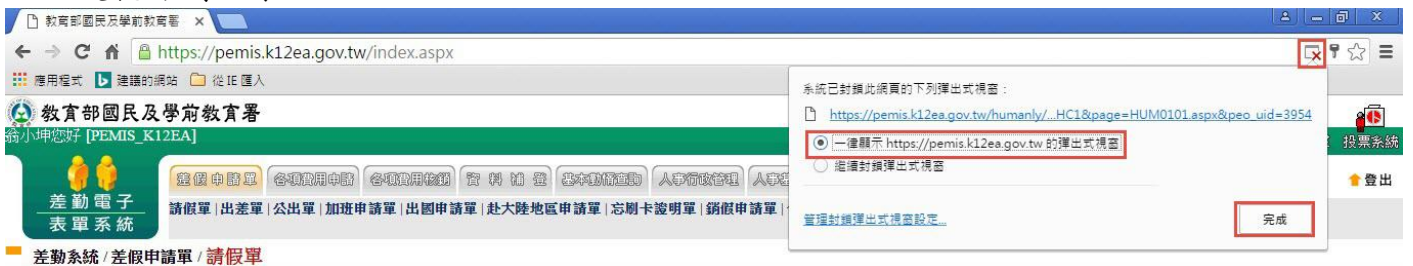 教育部國民及學前教育署
https://pemis.k12ea.gov.tw/index.aspx
應用程式 建議的網站 從 IE 匯入
系統已封鎖此網頁的下列彈出式視窗：
https://pemis.k12ea.gov.tw/humanly/...HC1&page=HUM0101.aspx&peo_uid=3954
一律顯示 https://pemis.k12ea.gov.tw 的彈出式視窗
繼續封鎖彈出式視窗
管理封鎖彈出式視窗設定...
完成
教育部國民及學前教育署
翁小坤您好 [PEMIS_K12EA]
投票系統
差勤電子
表單系統
差假申請單 各項費用申請 各項費用核銷 資料補登 基本動態查詢 人事行政管理
登出
請假單 | 出差單 | 公出單 | 加班申請單 | 出國申請單 | 赴大陸地區申請單 | 忘刷卡證明單 | 銷假申請單 |
差勤系統 / 差假申請單 / 請假單